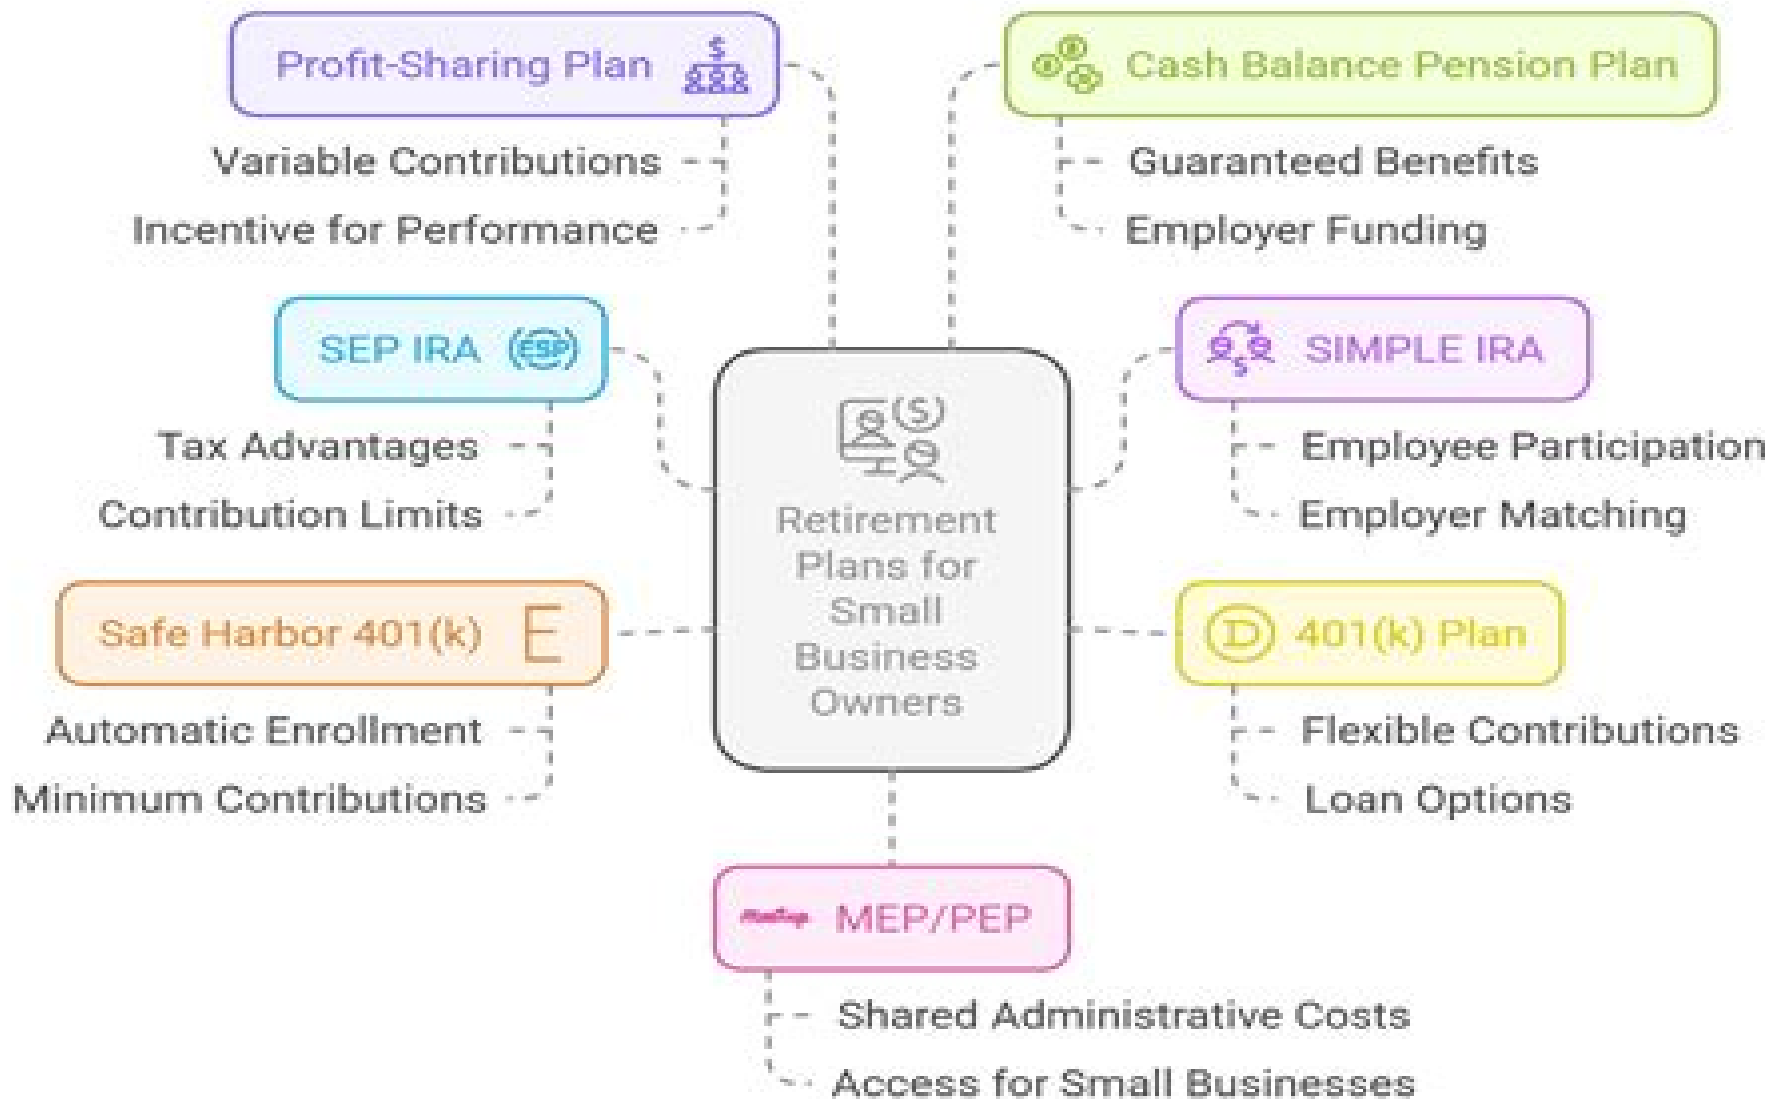 Profit-Sharing Plan
Variable Contributions
Incentive for Performance
Cash Balance Pension Plan
Guaranteed Benefits
Employer Funding
SEP IRA
Tax Advantages
Contribution Limits
SIMPLE IRA
Employee Participation
Employer Matching
Retirement
Plans for
Small
Business
Owners
Safe Harbor 401(k)
E
Automatic Enrollment
Minimum Contributions
D
401(k) Plan
Flexible Contributions
Loan Options
MEP/PEP
Shared Administrative Costs
Access for Small Businesses